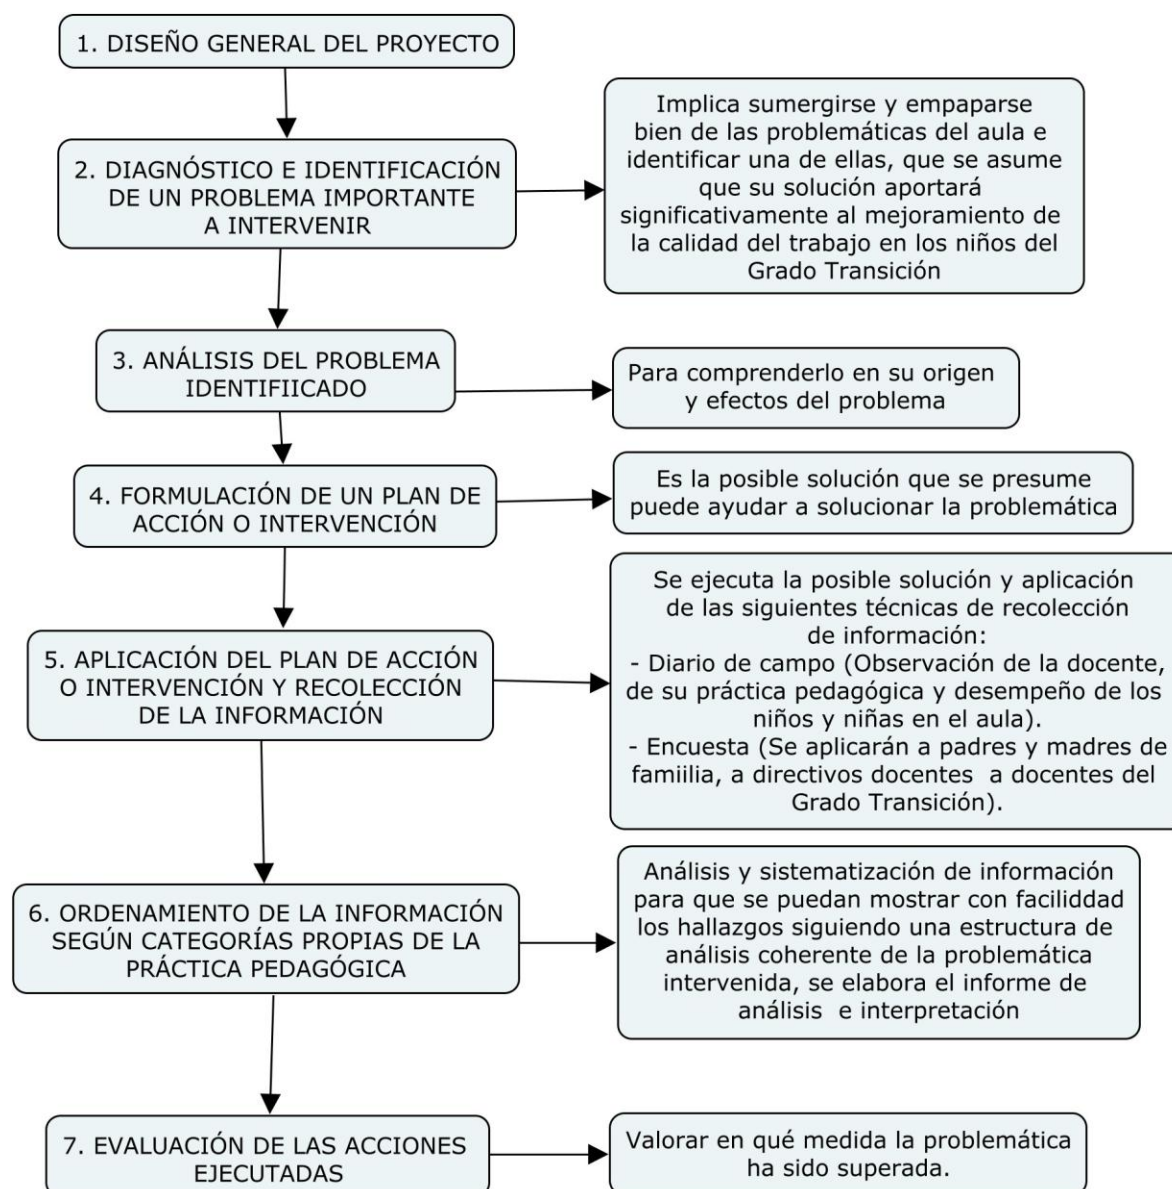 1. DISEÑO GENERAL DEL PROYECTO
2. DIAGNÓSTICO E IDENTIFICACIÓN
DE UN PROBLEMA IMPORTANTE
A INTERVENIR
Implica sumergirse y empaparse
bien de las problemáticas del aula e
identificar una de ellas, que se asume
que su solución aportará
significativamente al mejoramiento de
la calidad del trabajo en los niños del
Grado Transición
3. ANÁLISIS DEL PROBLEMA
IDENTIFIICADO
Para comprenderlo en su origen
y efectos del problema
4. FORMULACIÓN DE UN PLAN DE
ACCIÓN O INTERVENCIÓN
Es la posible solución que se presume
puede ayudar a solucionar la problemática
5. APLICACIÓN DEL PLAN DE ACCIÓN
O INTERVENCIÓN Y RECOLECCIÓN
DE LA INFORMACIÓN
Se ejecuta la posible solución y aplicación
de las siguientes técnicas de recolección
de información:
- Diario de campo (Observación de la docente,
de su práctica pedagógica y desempeño de los
niños y niñas en el aula).
- Encuesta (Se aplicarán a padres y madres de
famiilia, a directivos docentes a docentes del
Grado Transición).
6. ORDENAMIENTO DE LA INFORMACIÓN
SEGÚN CATEGORÍAS PROPIAS DE LA
PRÁCTICA PEDAGÓGICA
Análisis y sistematización de información
para que se puedan mostrar con faciliddad
los hallazgos siguiendo una estructura de
análisis coherente de la problemática
intervenida, se elabora el informe de
análisis e interpretación
7. EVALUACIÓN DE LAS ACCIONES
EJECUTADAS
Valorar en qué medida la problemática
ha sido superada.